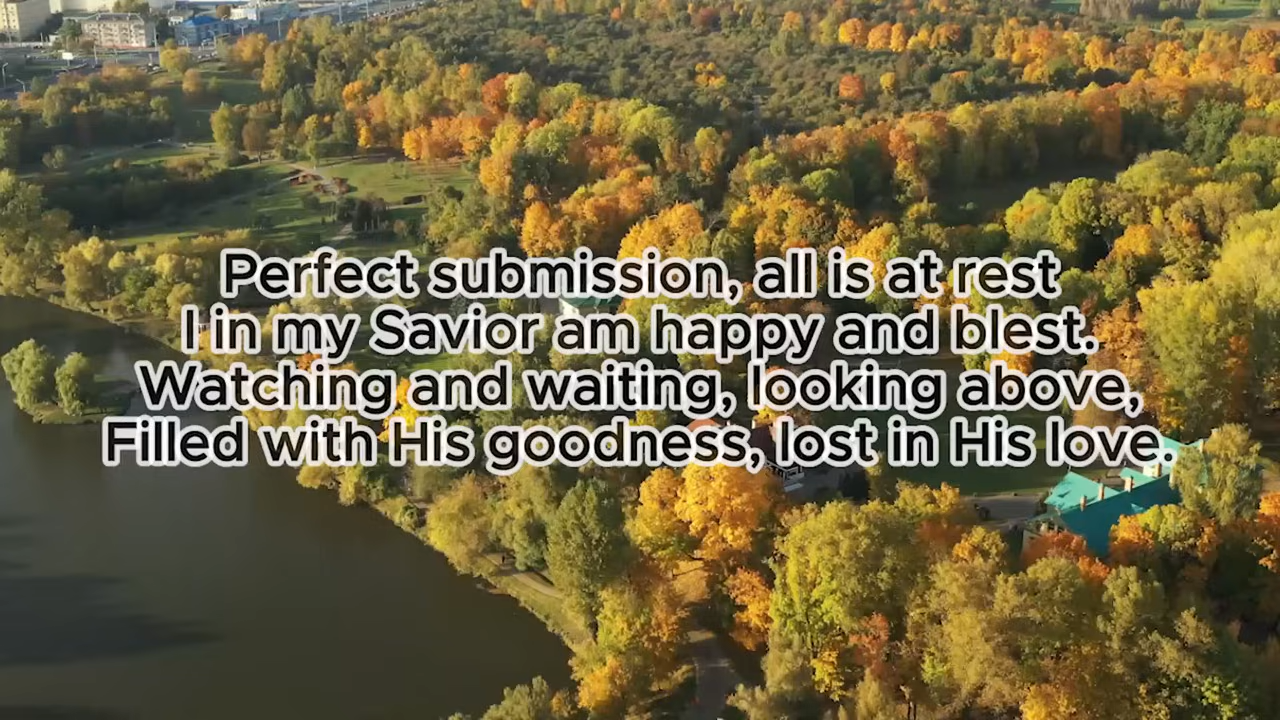 Perfect submission, all is at rest
I in my Savior am happy and blest.
Watching and waiting, looking above,
Filled with His goodness, lost in His love.